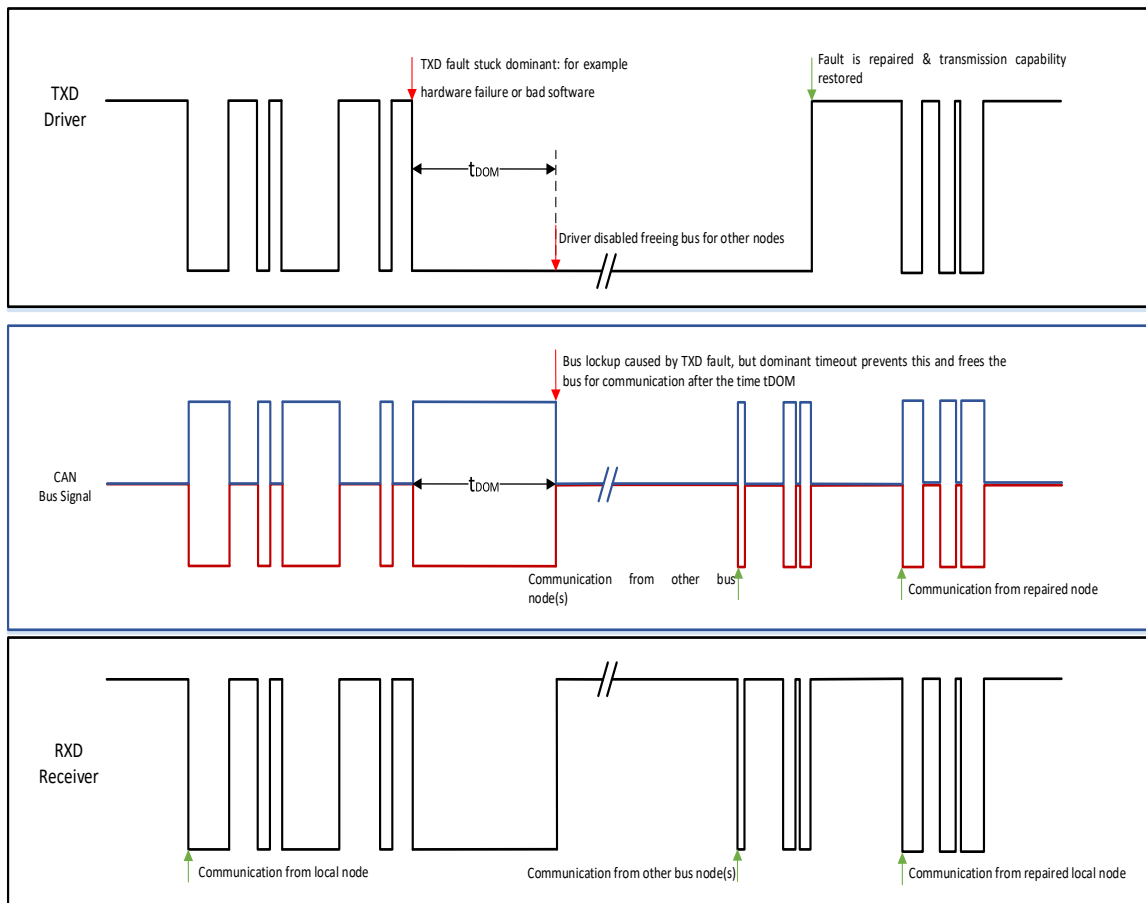 TXD
Driver
TXD fault stuck dominant: for example
hardware failure or bad software
Fault is repaired & transmission capability
restored
tDOM
Driver disabled freeing bus for other nodes
CAN
Bus Signal
Bus lockup caused by TXD fault, but dominant timeout prevents this and frees the
bus for communication after the time tDOM
tDOM
Communication from other bus
node(s)
Communication from repaired node
RXD
Receiver
Communication from local node
Communication from other bus node(s)
Communication from repaired local node